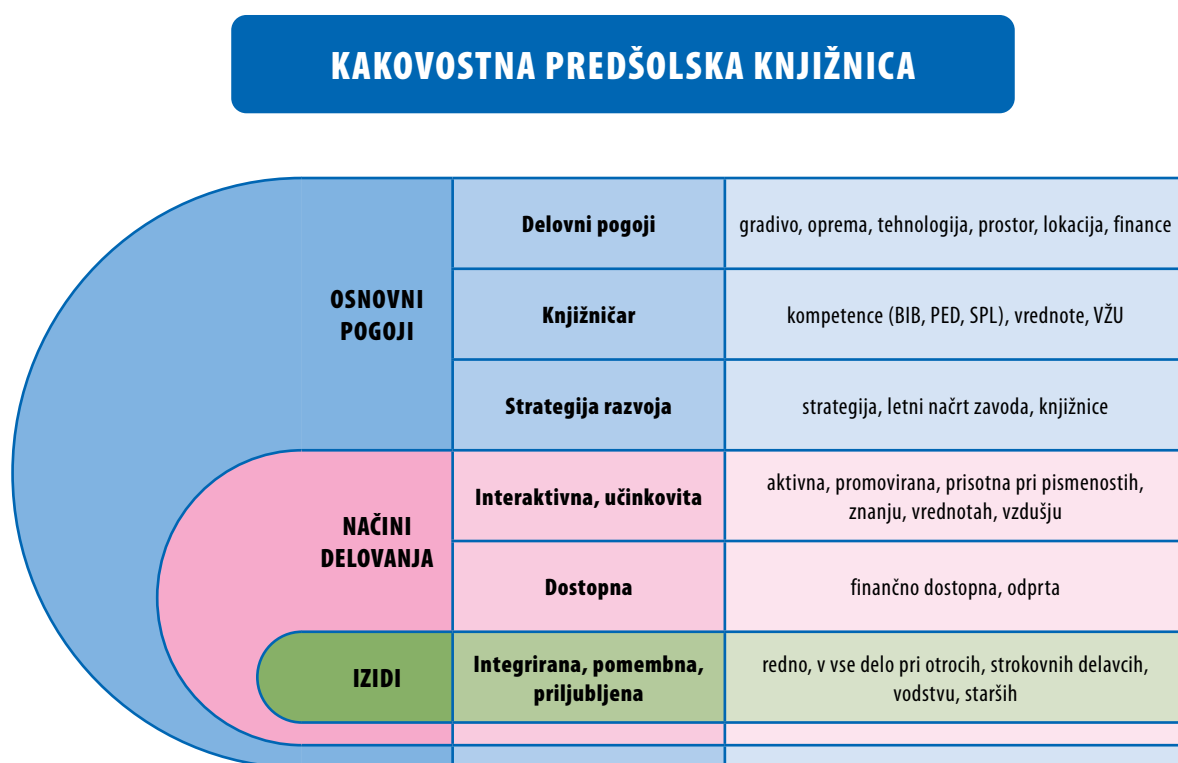 KAKOVOSTNA PREDŠOLSKA KNJIŽNICA
OSNOVNI
POGOJI
Delovni pogoji
gradivo, oprema, tehnologija, prostor, lokacija, finance
Knjižničar
kompetence (BIB, PED, SPL), vrednote, VŽU
Strategija razvoja
strategija, letni načrt zavoda, knjižnice
NAČINI
DELOVANJA
Interaktivna, učinkovita
aktivna, promovirana, prisotna pri pismenostih,
znanju, vrednotah, vzdušju
Dostopna
finančno dostopna, odprta
IZIDI
Integrirana, pomembna,
priljubljena
redno, v vse delo pri otrocih, strokovnih delavcih,
vodstvu, starših